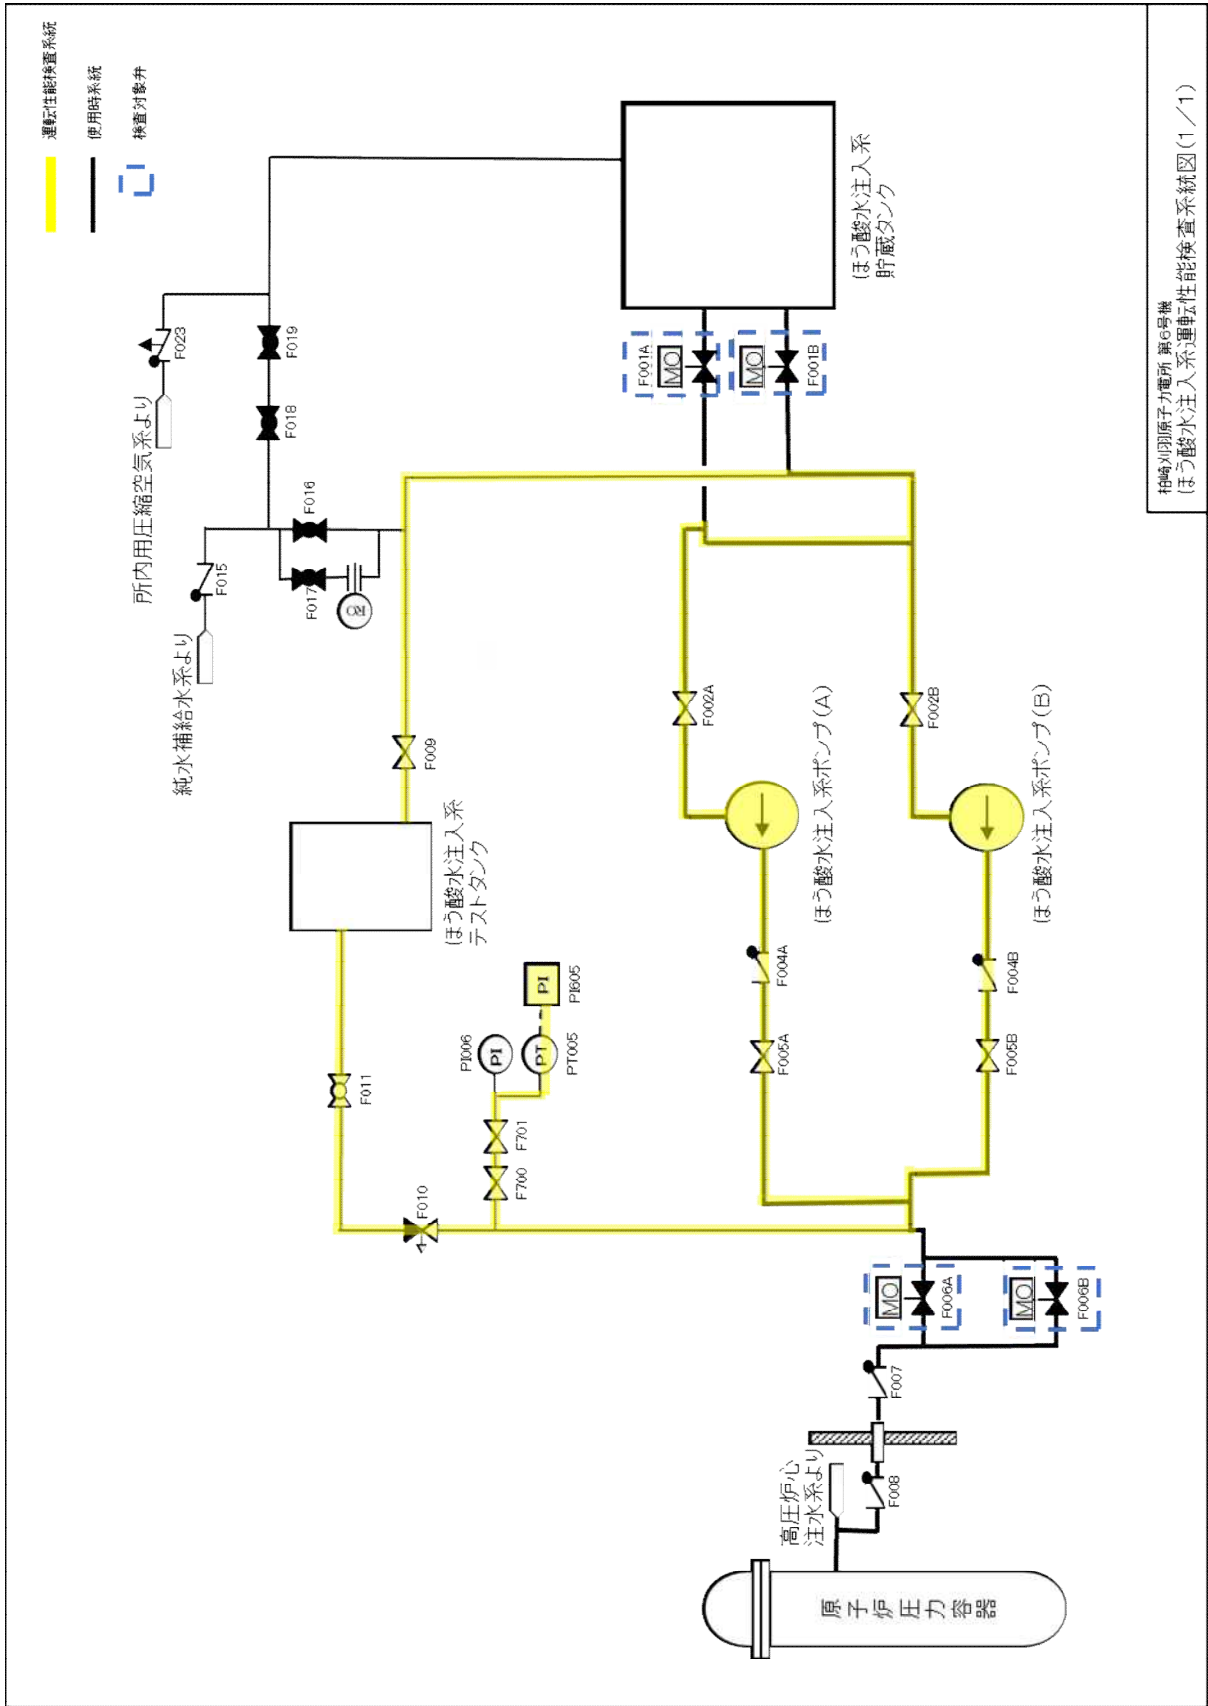 運転性能検査系統
使用時系統
検査対象弁
所内用圧縮空気系より
F023
F019
F018
純水補給水系より
F015
F016
F017
RO
F009
ほう酸水注入系
テストタンク
F011
F010
F700
F701
PI006
PI
PT
PT005
PI
PI605
ほう酸水注入系
貯蔵タンク
F001A
MO
F001B
MO
F002A
F002B
ほう酸水注入系ポンプ(A)
ほう酸水注入系ポンプ(B)
F004A
F004B
F005A
F005B
MO
F006A
MO
F006B
F007
F008
高圧炉心
注水系より
原子炉圧力容器
柏崎刈羽原子力発電所 第6号機
ほう酸水注入系運転性能検査系統図(1/1)